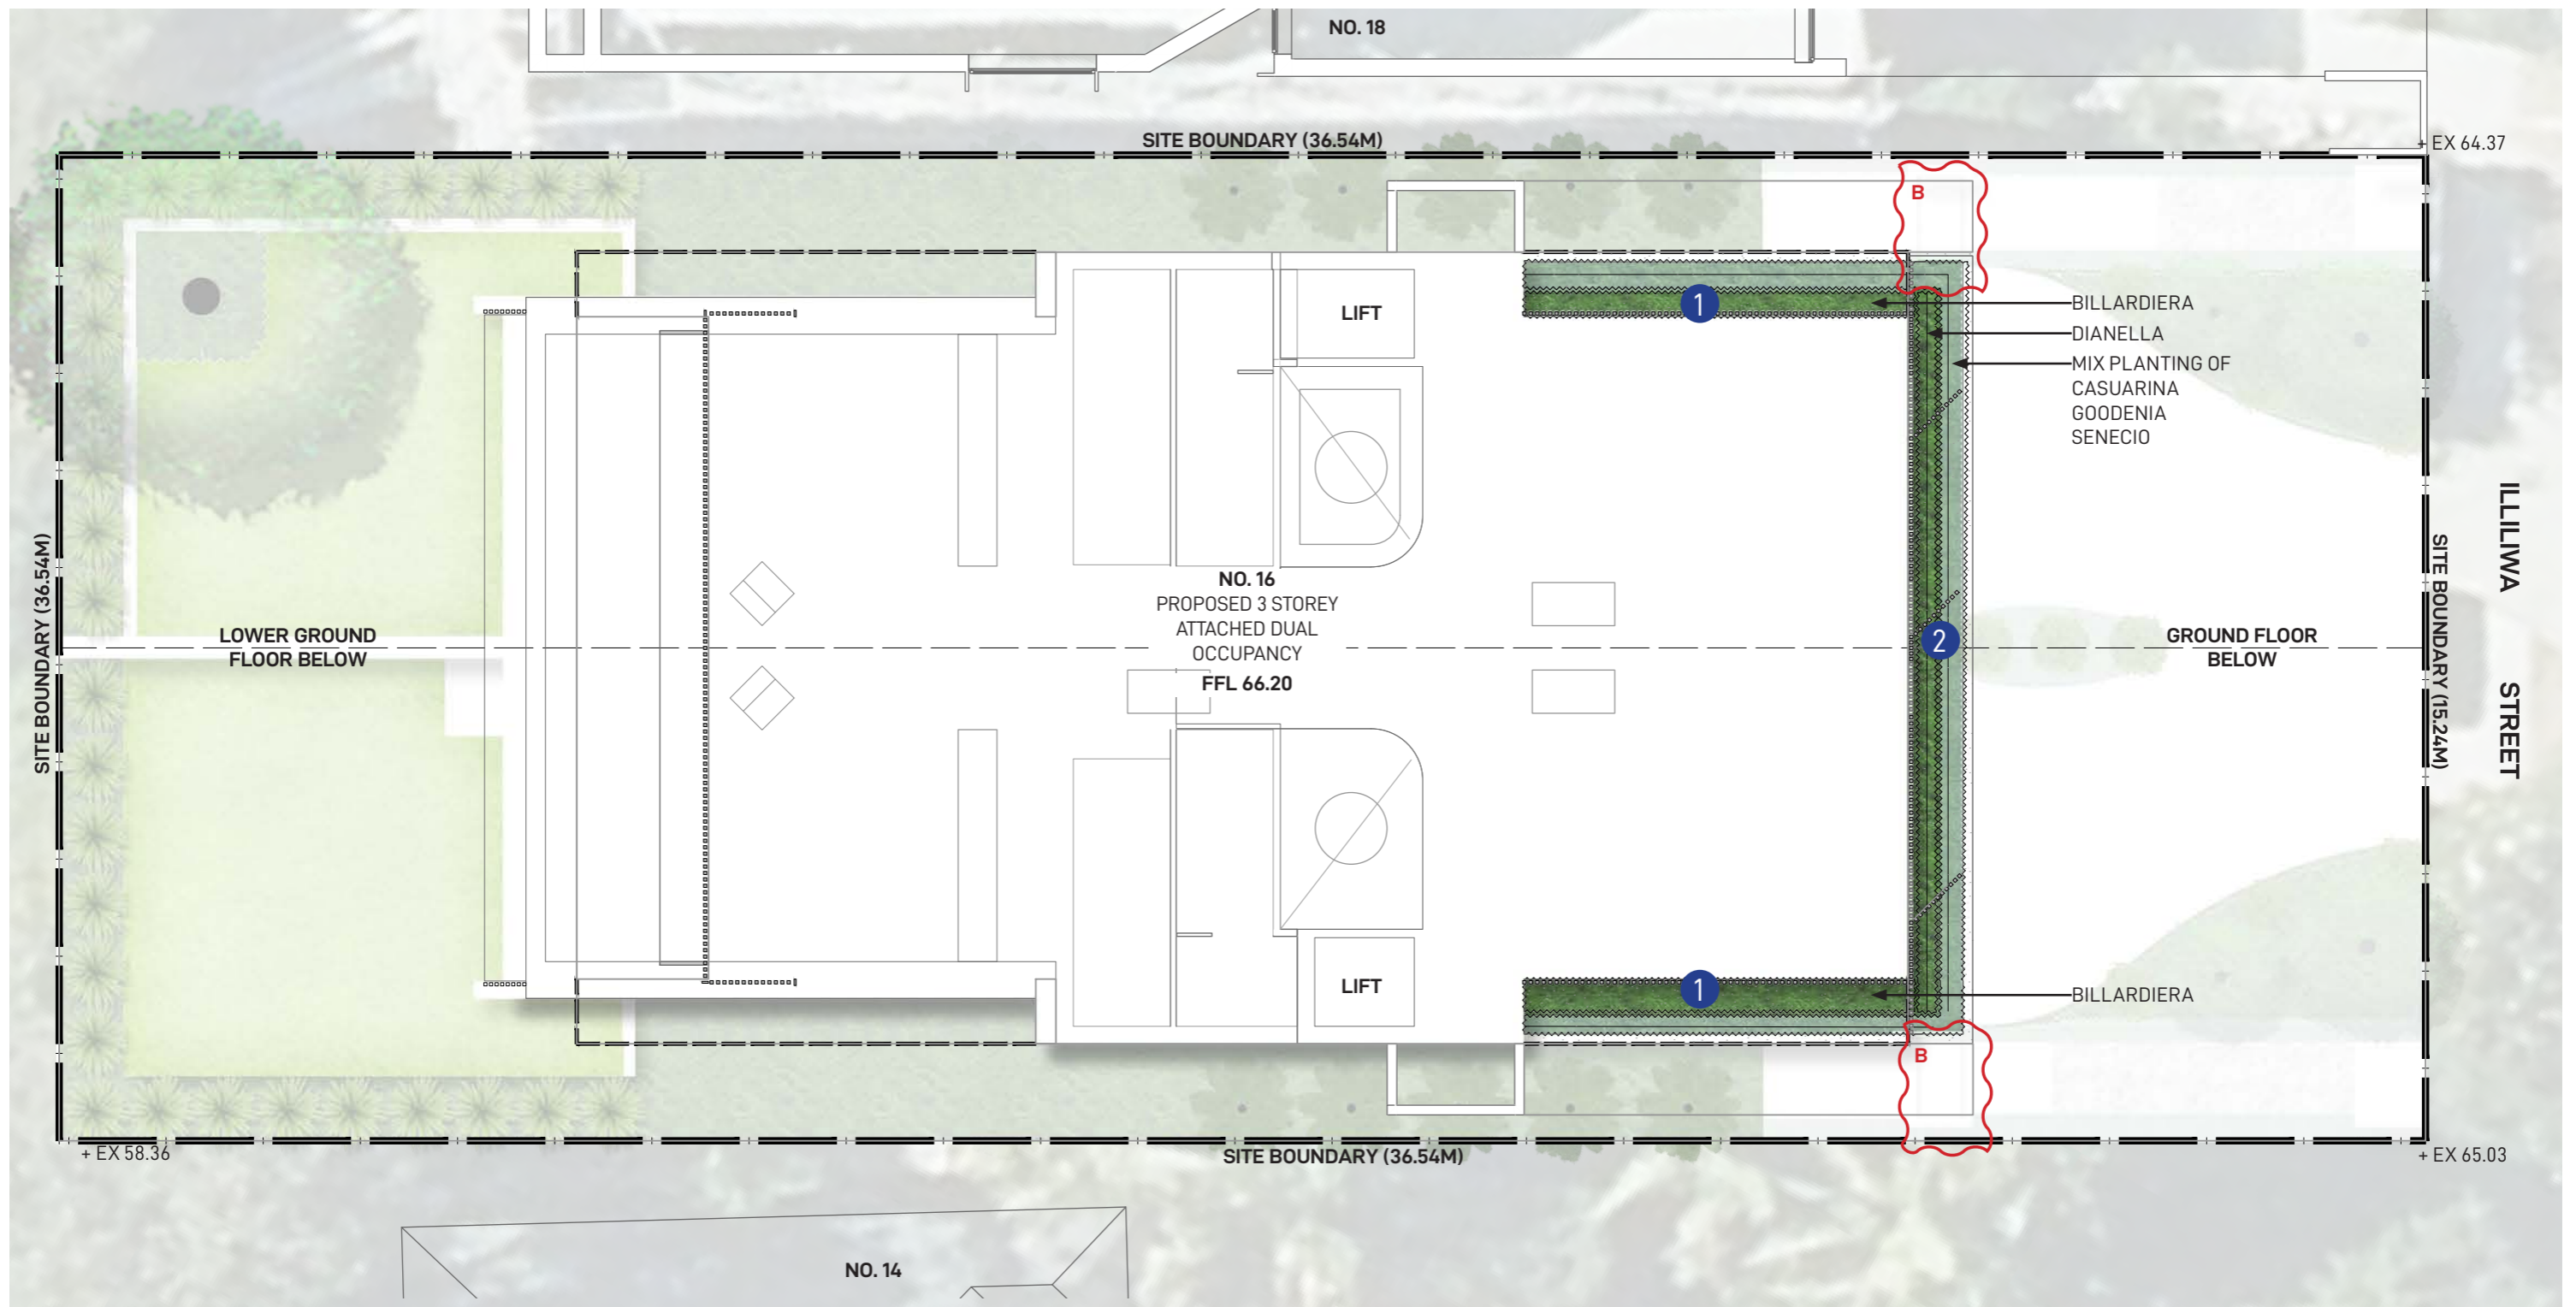 NO. 18
SITE BOUNDARY (36.54M)
+ EX 64.37
B
LIFT
1
BILLARDIERA
DIANELLA
MIX PLANTING OF
CASUARINA
GOODENIA
SENECIO
SITE BOUNDARY (36.54M)
LOWER GROUND
FLOOR BELOW
NO. 16
PROPOSED 3 STOREY
ATTACHED DUAL
OCCUPANCY
FFL 66.20
2
GROUND FLOOR
BELOW
SITE BOUNDARY (15.24M)
ILLILIWA STREET
LIFT
1
BILLARDIERA
B
+ EX 58.36
SITE BOUNDARY (36.54M)
+ EX 65.03
NO. 14